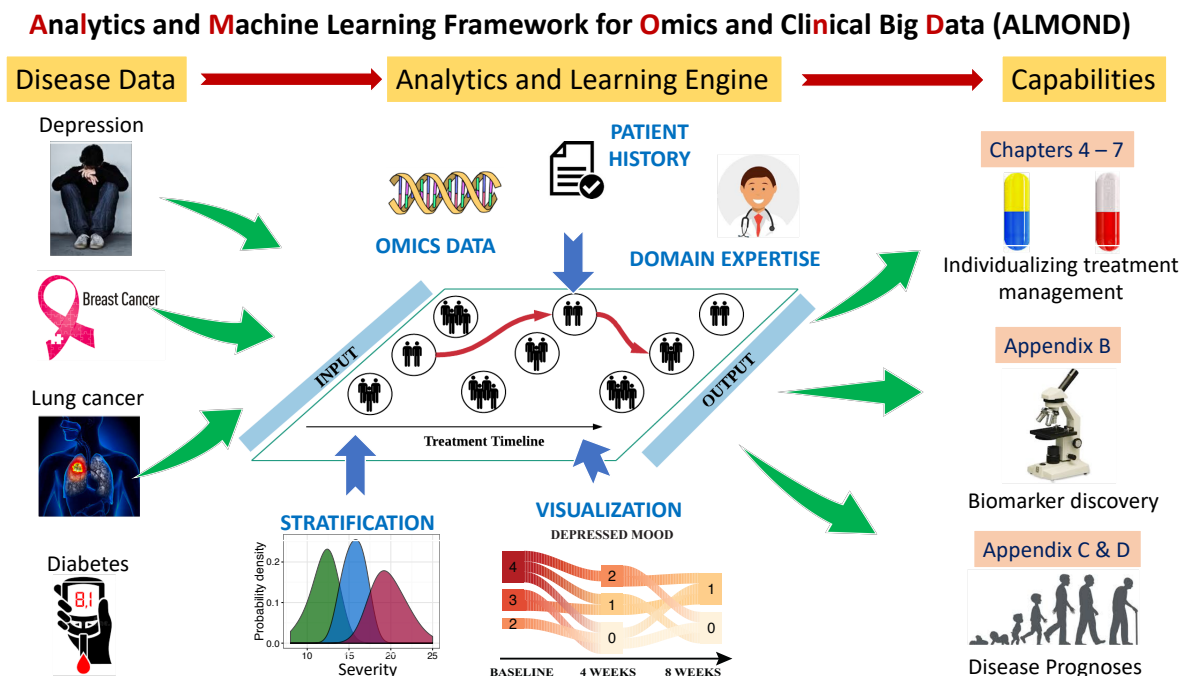 Analytics and Machine Learning Framework for Omics and Clinical Big Data (ALMOND)
Disease Data
Analytics and Learning Engine
Capabilities
Depression
Breast Cancer
Lung cancer
Diabetes
8.1
OMICS DATA
PATIENT
HISTORY
DOMAIN EXPERTISE
INPUT
OUTPUT
Treatment Timeline
STRATIFICATION
Probability density
0.2
0.1
0.0
10
15
20
25
Severity
VISUALIZATION
DEPRESSED MOOD
4
3
2
2
1
0
1
0
BASELINE
4 WEEKS
8 WEEKS
Chapters 4 – 7
Individualizing treatment
management
Appendix B
Biomarker discovery
Appendix C & D
Disease Prognoses